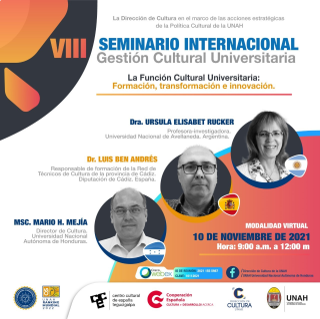 La Dirección de Cultura en el marco de las acciones estratégicas
de la Política Cultural de la UNAH
VIII SEMINARIO INTERNACIONAL
Gestión Cultural Universitaria
La Función Cultural Universitaria:
Formación, transformación e innovación.
Dra. URSULA ELISABET RUCKER
Profesora-investigadora,
Universidad Nacional de Avellaneda, Argentina.
Dr. LUIS BEN ANDRÉS
Responsable de formación de la Red de
Técnicos de Cultura de la provincia de Cádiz,
Diputación de Cádiz, España.
MSC. MARIO H. MEJÍA
Director de Cultura,
Universidad Nacional
Autónoma de Honduras.
MODALIDAD VIRTUAL
10 DE NOVIEMBRE DE 2021
Hora: 9:00 a.m. a 12:00 m
centro cultural
de españa
tegucigalpa
Cooperación
Española
CULTURA
UNAH